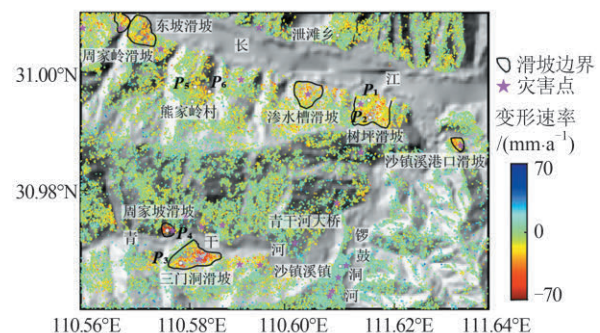 东坡滑坡
泄滩乡
周家岭滑坡
长
江
31.00°N
P5
P6
P1
熊家岭村
渗水槽滑坡
P2
树坪滑坡
沙镇溪港口滑坡
30.98°N
周家坡滑坡
青干河大桥
青
P4
干
锣
鼓
洞
河
P3
河
沙镇溪镇
三门洞滑坡
110.56°E
110.58°E
110.60°E
111.62°E
111.64°E
滑坡边界
灾害点
变形速率
/(mm·a⁻¹)
70
0
−70